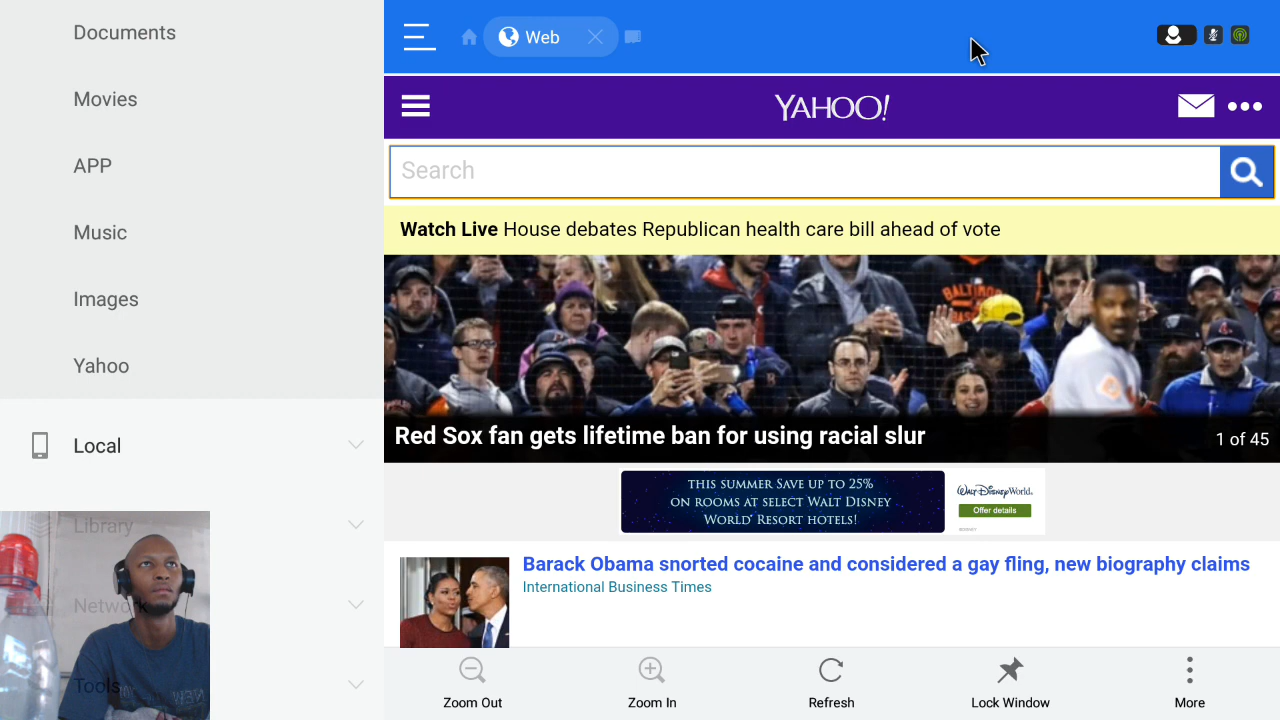 Documents
Movies
APP
Music
Images
Yahoo
Local
Library
Network
Tools
Web
YAHOO!
Search
Watch Live House debates Republican health care bill ahead of vote
BALTIMORE
Red Sox fan gets lifetime ban for using racial slur
1 of 45
THIS SUMMER SAVE UP TO 25%
ON ROOMS AT SELECT WALT DISNEY
WORLD® RESORT HOTELS!
Walt Disney World.
Offer details
©DISNEY
Barack Obama snorted cocaine and considered a gay fling, new biography claims
International Business Times
Zoom Out
Zoom In
Refresh
Lock Window
More